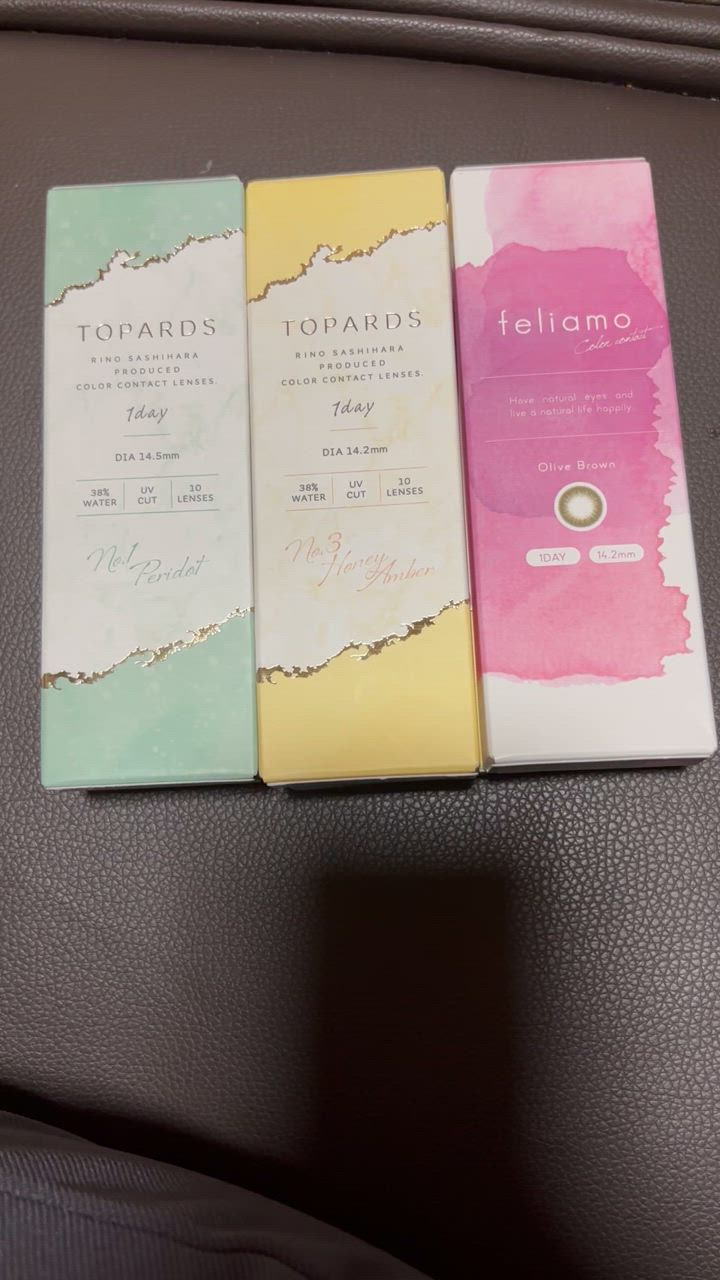 TOPARDS
RINO SASHIHARA
PRODUCED
COLOR CONTACT LENSES.
1day
DIA 14.5mm
38%
WATER
UV
CUT
10
LENSES
No.1
Peridot
TOPARDS
RINO SASHIHARA
PRODUCED
COLOR CONTACT LENSES.
1day
DIA 14.2mm
38%
WATER
UV
CUT
10
LENSES
No.3
Honey
Amber
feliamo
Color contact
Have natural eyes and
live a natural life happily.
Olive Brown
1DAY
14.2mm